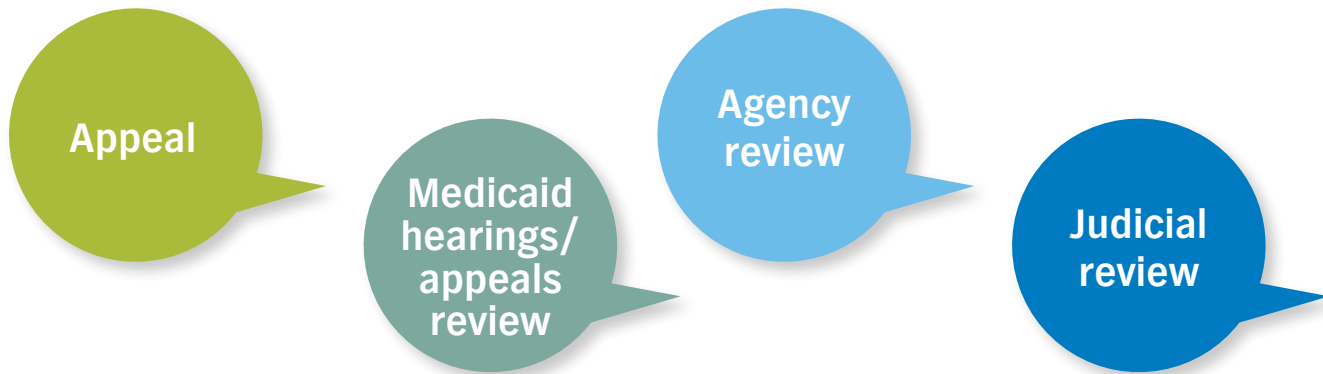 Appeal
Medicaid
hearings/
appeals
review
Agency
review
Judicial
review